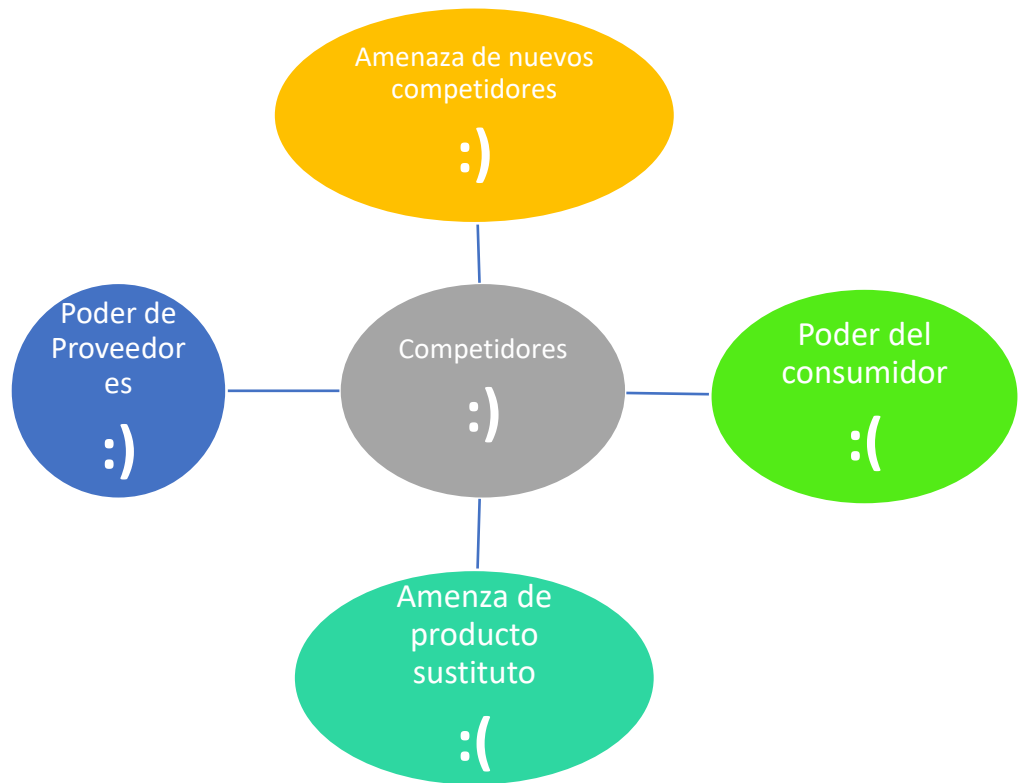 Amenaza de nuevos
competidores
:)
Poder de
Proveedor
es
:)
Competidores
:)
Poder del
consumidor
:(
Amenza de
producto
sustituto
:(